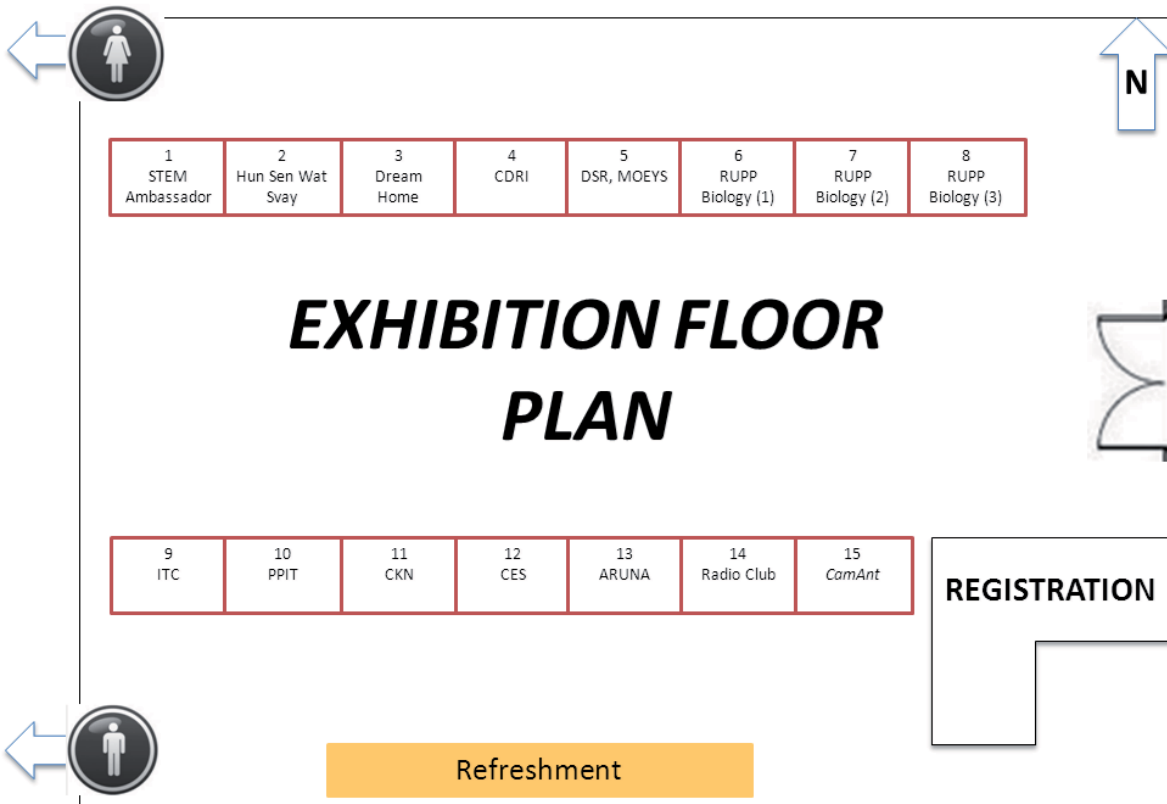 N
1
STEM
Ambassador
2
Hun Sen Wat
Svay
3
Dream
Home
4
CDRI
5
DSR, MOEYS
6
RUPP
Biology (1)
7
RUPP
Biology (2)
8
RUPP
Biology (3)
EXHIBITION FLOOR
PLAN
9
ITC
10
PPIT
11
CKN
12
CES
13
ARUNA
14
Radio Club
15
CamAnt
REGISTRATION
Refreshment